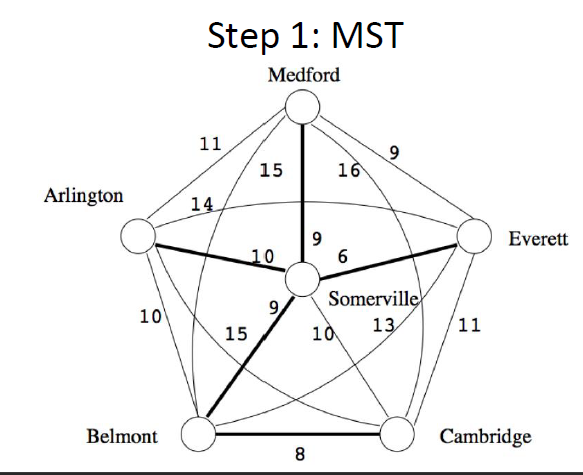 Step 1: MST
Medford
11
9
15
16
Arlington
14
9
Everett
10
6
Somerville
9
10
15
10
13
11
Belmont
Cambridge
8